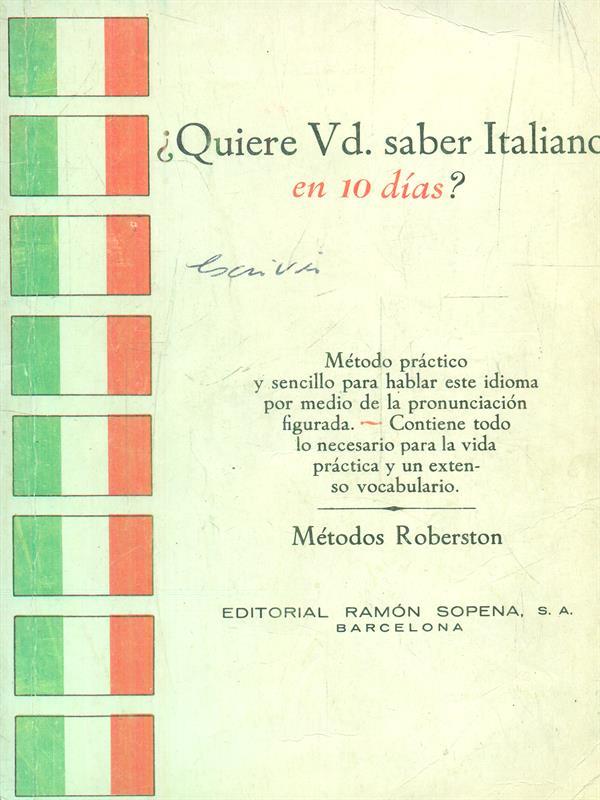 ¿Quiere Vd. saber Italiano
en 10 días?
escrivir
Método práctico
y sencillo para hablar este idioma
por medio de la pronunciación
figurada. ~ Contiene todo
lo necesario para la vida
práctica y un exten-
so vocabulario.
Métodos Roberston
EDITORIAL RAMÓN SOPENA, S. A.
BARCELONA